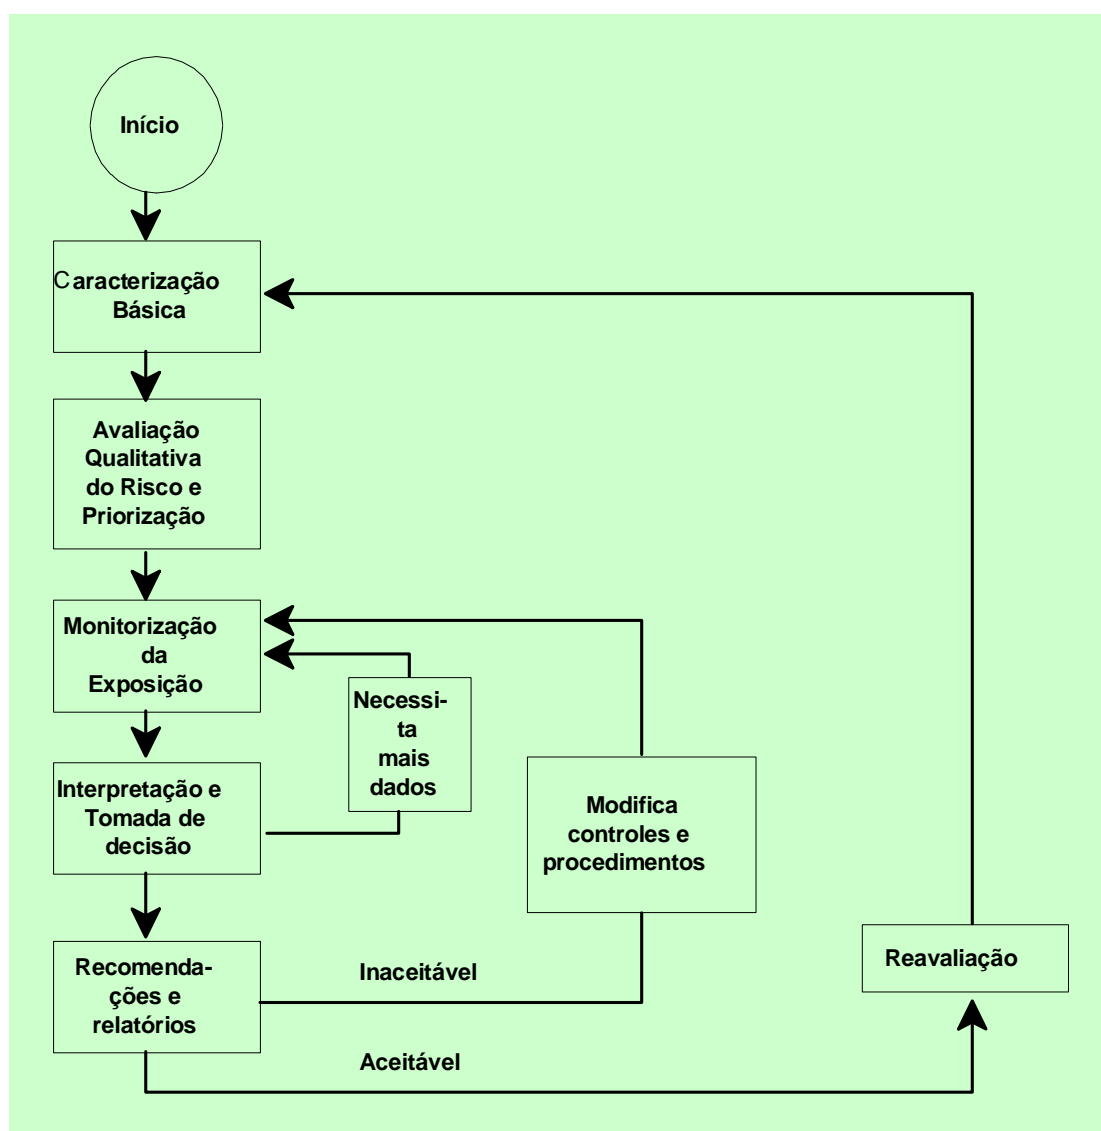 Início
Caracterização
Básica
Avaliação
Qualitativa
do Risco e
Priorização
Monitorização
da
Exposição
Necessi-
ta
mais
dados
Interpretação e
Tomada de
decisão
Modifica
controles e
procedimentos
Recomenda-
ções e
relatórios
Inaceitável
Reavaliação
Aceitável